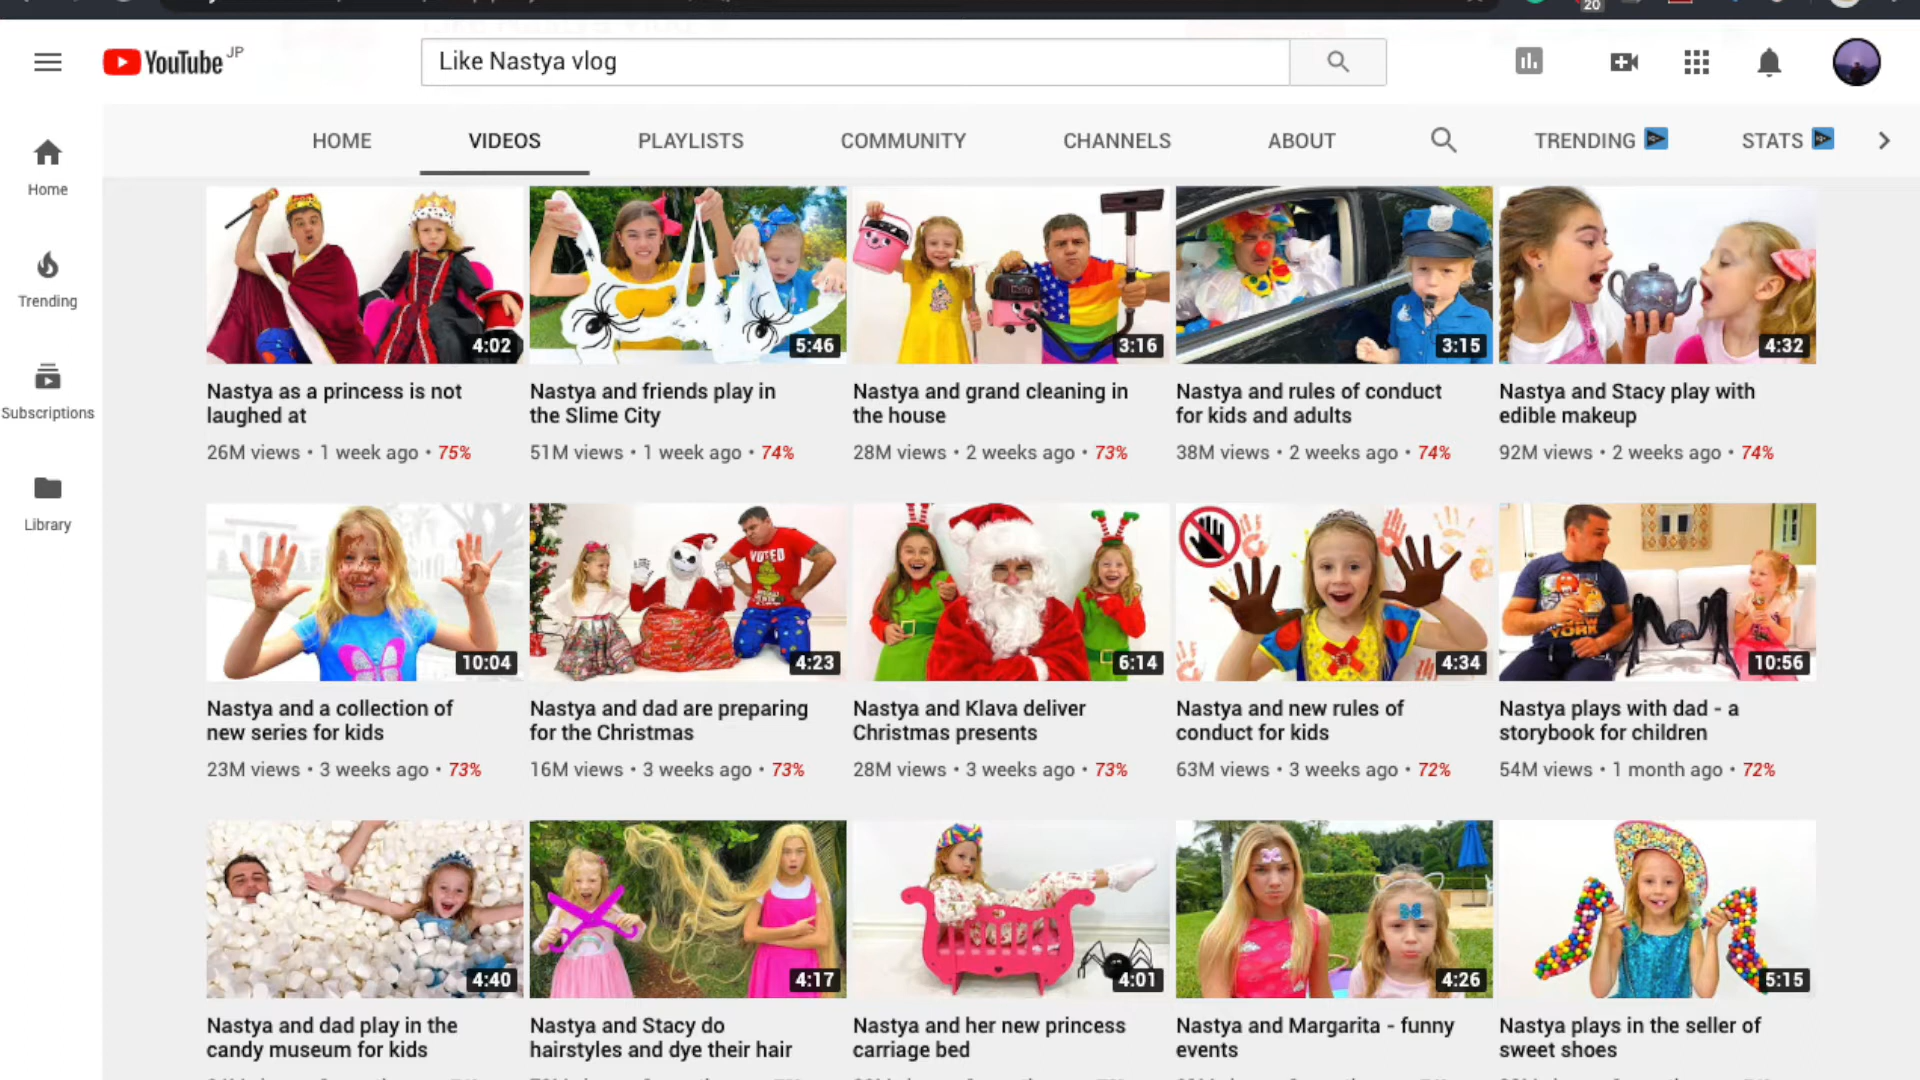 20
YouTube JP
Like Nastya vlog
HOME VIDEOS PLAYLISTS COMMUNITY CHANNELS ABOUT TRENDING STATS
Home
Trending
Subscriptions
Library
4:02 5:46 3:16 3:15 4:32
Nastya as a princess is not
laughed at
26M views • 1 week ago • 75%
Nastya and friends play in
the Slime City
51M views • 1 week ago • 74%
Nastya and grand cleaning in
the house
28M views • 2 weeks ago • 73%
Nastya and rules of conduct
for kids and adults
38M views • 2 weeks ago • 74%
Nastya and Stacy play with
edible makeup
92M views • 2 weeks ago • 74%
VOTED
YORK
10:04 4:23 6:14 4:34 10:56
Nastya and a collection of
new series for kids
23M views • 3 weeks ago • 73%
Nastya and dad are preparing
for the Christmas
16M views • 3 weeks ago • 73%
Nastya and Klava deliver
Christmas presents
28M views • 3 weeks ago • 73%
Nastya and new rules of
conduct for kids
63M views • 3 weeks ago • 72%
Nastya plays with dad - a
storybook for children
54M views • 1 month ago • 72%
4:40 4:17 4:01 4:26 5:15
Nastya and dad play in the
candy museum for kids
Nastya and Stacy do
hairstyles and dye their hair
Nastya and her new princess
carriage bed
Nastya and Margarita - funny
events
Nastya plays in the seller of
sweet shoes